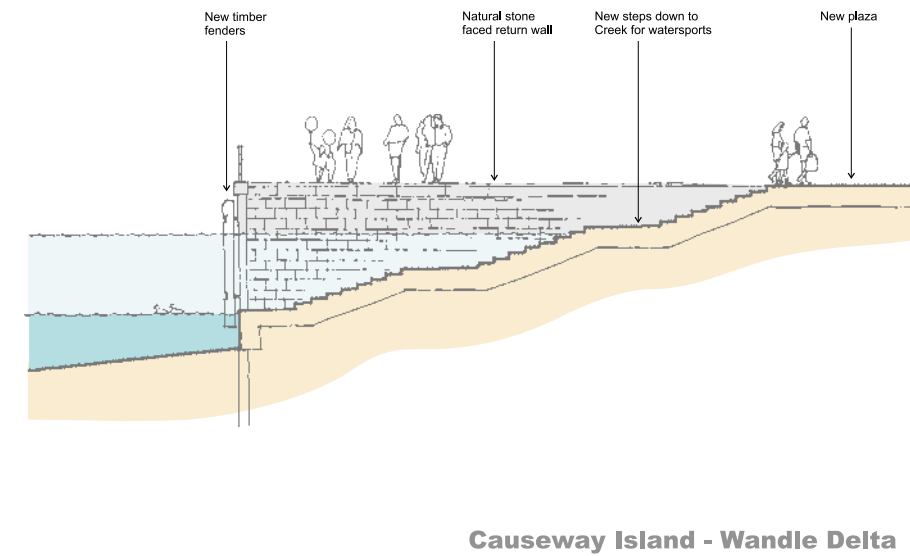 New timber
fenders
Natural stone
faced return wall
New steps down to
Creek for watersports
New plaza
Causeway Island - Wandle Delta